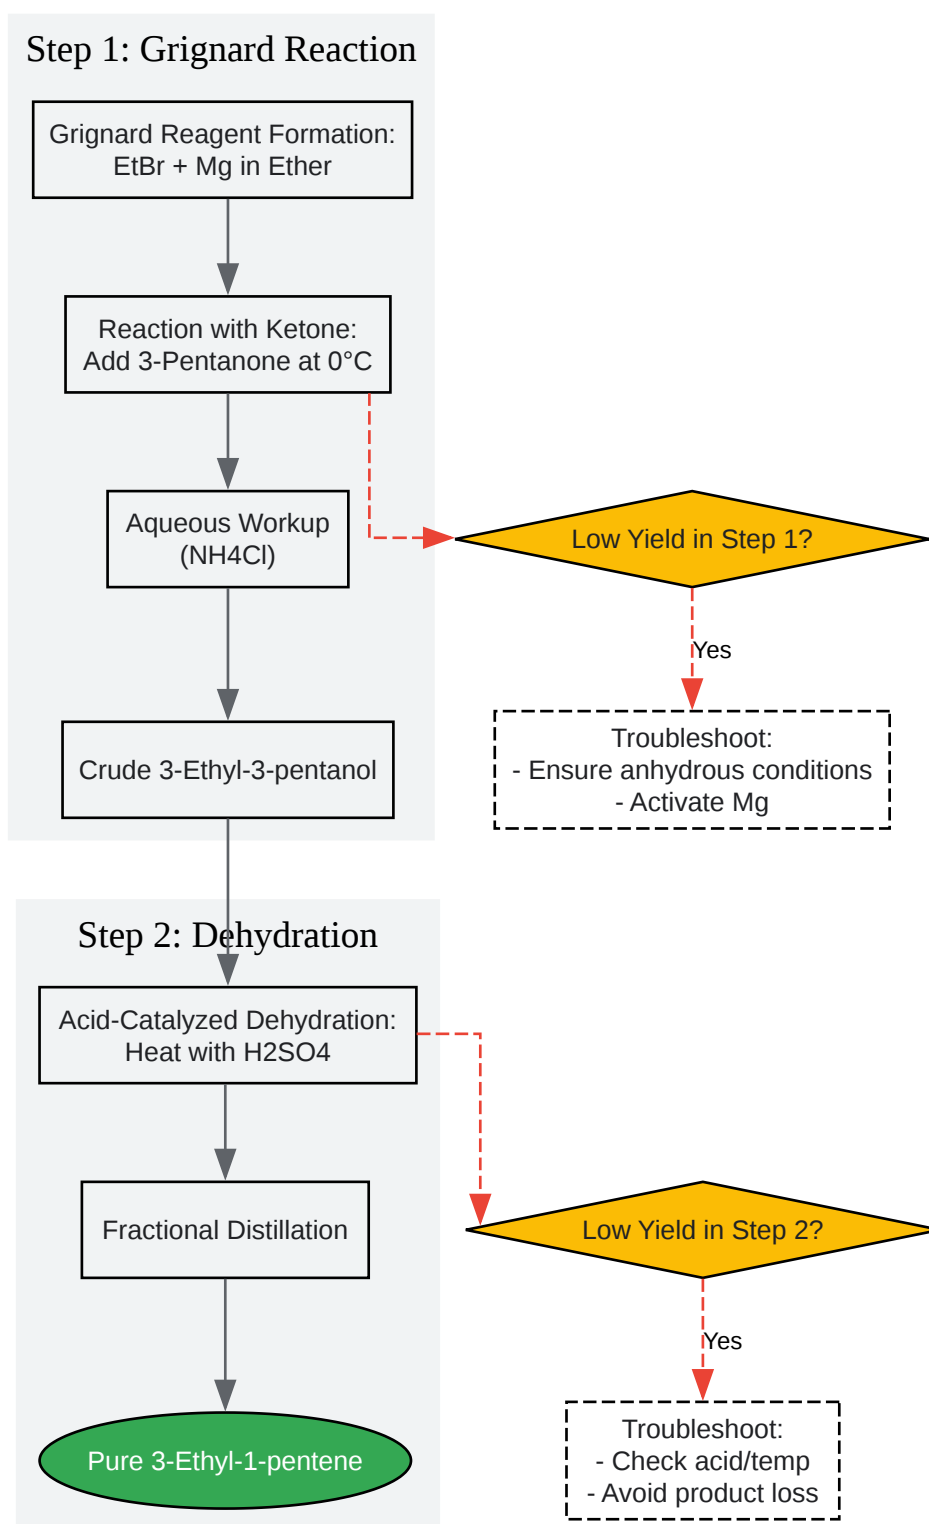 Step 1: Grignard Reaction
Grignard Reagent Formation:
EtBr + Mg in Ether
Reaction with Ketone:
Add 3-Pentanone at 0°C
Aqueous Workup
(NH4Cl)
Low Yield in Step 1?
Yes
Troubleshoot:
- Ensure anhydrous conditions
- Activate Mg
Crude 3-Ethyl-3-pentanol
Step 2: Dehydration
Acid-Catalyzed Dehydration:
Heat with H2SO4
Fractional Distillation
Low Yield in Step 2?
Yes
Troubleshoot:
- Check acid/temp
- Avoid product loss
Pure 3-Ethyl-1-pentene